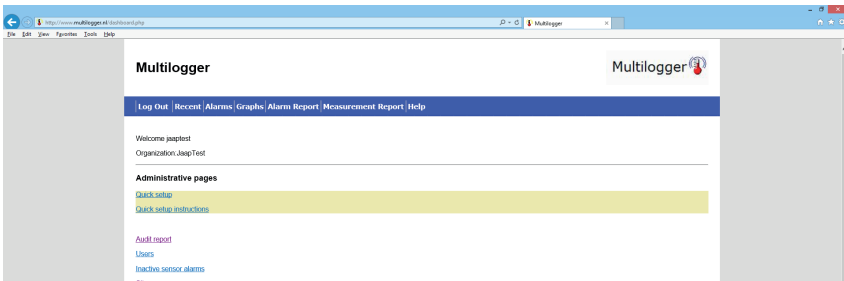 http://www.multilogger.nl/dashboard.php
Multilogger
File Edit View Favorites Tools Help
Multilogger
Multilogger
Log Out Recent Alarms Graphs Alarm Report Measurement Report Help
Welcome jaaptest
Organization:JaapTest
Administrative pages
Quick setup
Quick setup instructions
Audit report
Users
Inactive sensor alarms